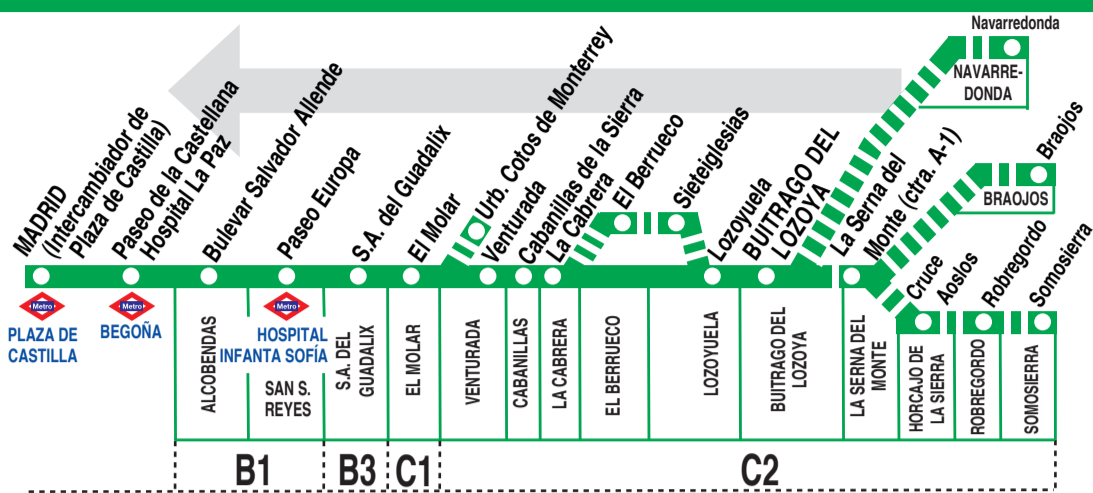 Navarredonda
NAVARRE-
DONDA
Braojos
BRAOJOS
MADRID
(Intercambiador de
Plaza de Castilla)
Paseo de la Castellana
Hospital La Paz
Bulevar Salvador Allende
Paseo Europa
S.A. del Guadalix
El Molar
Urb. Cotos de Monterrey
Venturada
Cabanillas de la Sierra
La Cabrera
El Berrueco
Sieteiglesias
Lozoyuela
BUITRAGO DEL
LOZOYA
La Serna del
Monte (ctra. A-1)
Cruce
Aoslos
Robregordo
Somosierra
Metro
PLAZA DE
CASTILLA
Metro
BEGOÑA
Metro
HOSPITAL
INFANTA SOFÍA
ALCOBENDAS
SAN S.
REYES
S.A. DEL
GUADALIX
EL MOLAR
VENTURADA
CABANILLAS
LA CABRERA
EL BERRUECO
LOZOYUELA
BUITRAGO DEL
LOZOYA
LA SERNA DEL
MONTE
HORCAJO DE
LA SIERRA
ROBREGORDO
SOMOSIERRA
B1
B3
C1
C2